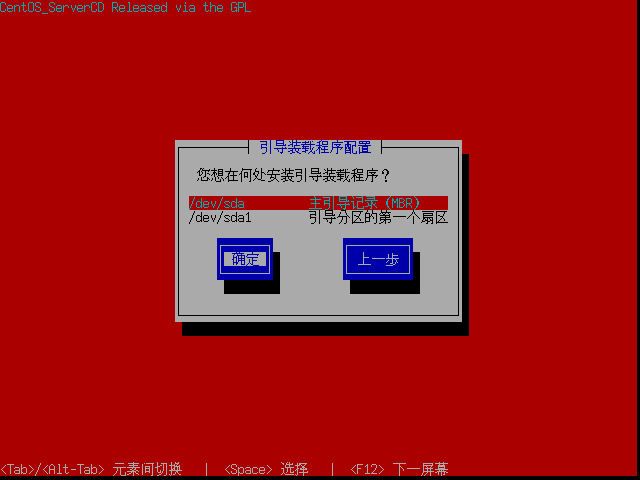 CentOS_ServerCD Released via the GPL
引导装载程序配置
您想在何处安装引导装载程序？
/dev/sda 主引导记录 (MBR)
/dev/sda1 引导分区的第一个扇区
确定 上一步
<Tab>/<Alt-Tab> 元素间切换 | <Space> 选择 | <F12> 下一屏幕